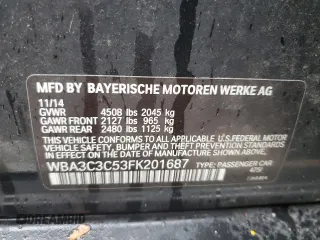 MFD BY BAYERISCHE MOTOREN WERKE AG
11/14
GVWR 4508 lbs 2045 kg
GAWR FRONT 2127 lbs 965 kg
GAWR REAR 2480 lbs 1125 kg
THIS VEHICLE CONFORMS TO ALL APPLICABLE U.S. FEDERAL MOTOR
VEHICLE SAFETY, BUMPER AND THEFT PREVENTION STANDARDS
IN EFFECT ON THE DATE OF MANUFACTURE SHOWN ABOVE.
WBA3C3C53FK201687 TYPE: PASSENGER CAR
475/